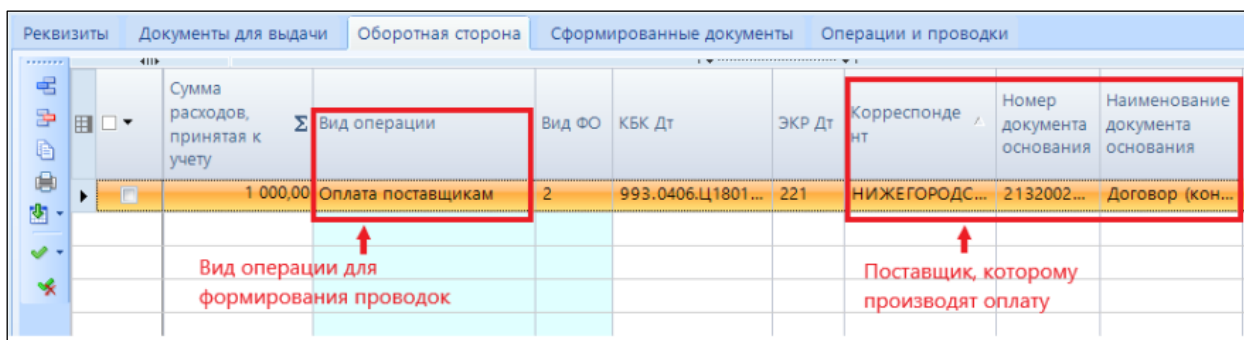 Реквизиты Документы для выдачи Оборотная сторона Сформированные документы Операции и проводки
Сумма
расходов,
принятая к
учету
Σ
Вид операции
Вид ФО
КБК Дт
ЭКР Дт
Корреспонде
нт
Номер
документа
основания
Наименование
документа
основания
1 000,00 Оплата поставщикам 2 993.0406.Ц1801... 221 НИЖЕГОРОДС... 2132002... Договор (кон...
Вид операции для
формирования проводок
Поставщик, которому
производят оплату